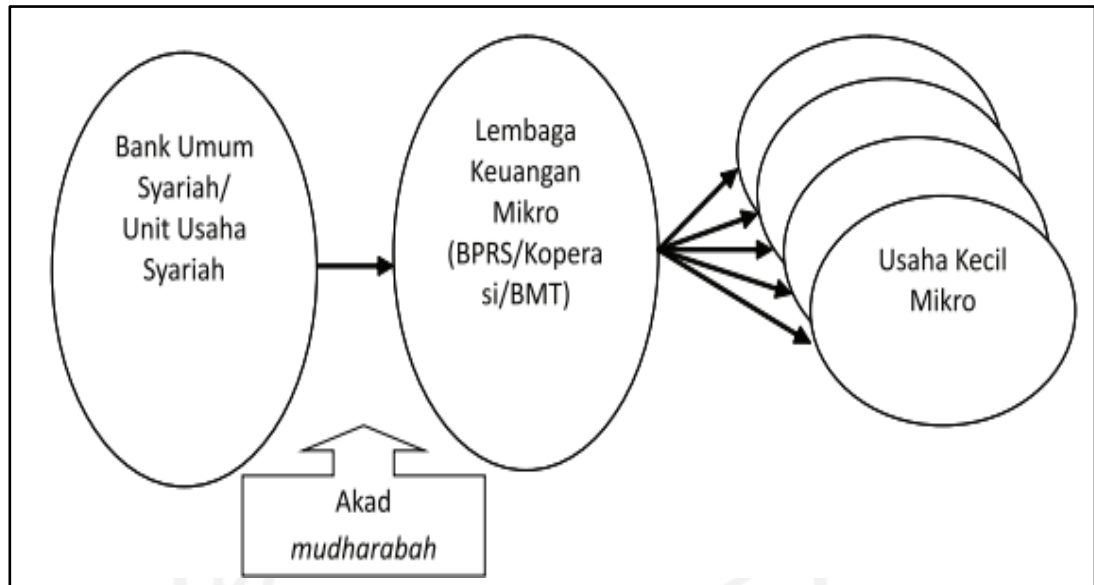 Bank Umum
Syariah/
Unit Usaha
Syariah
Lembaga
Keuangan
Mikro
(BPRS/Kopera
si/BMT)
Usaha Kecil
Mikro
Akad
mudharabah